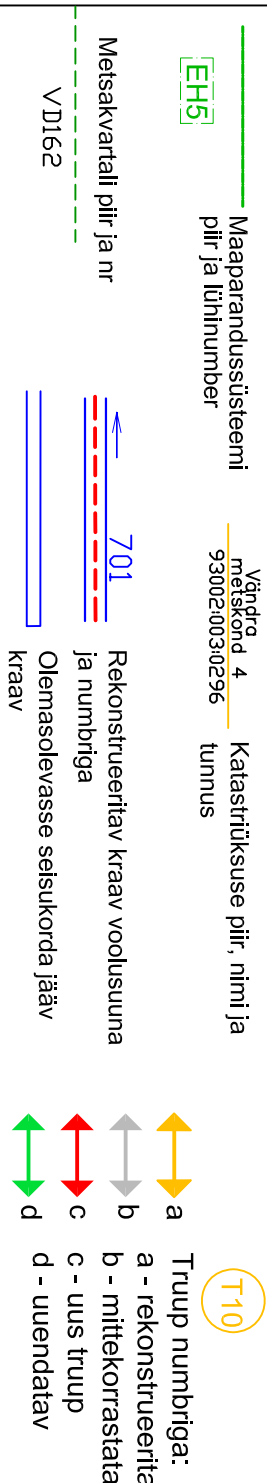 EH5
Maaparandussüsteemi
piir ja lühinumber
Vändra
metskond 4
93002:003:0296
Katastriüksuse piir, nimi ja
tunnus
T10
Metsakvartali piir ja nr
VD162
701
Rekonstrueeritav kraav voolusuuna
ja numbriga
Olemasolevasse seisukorda jääv
kraav
a
b
c
d
Truup numbriga:
a - rekonstrueerita
b - mittekorrastata
c - uus truup
d - uuendatav